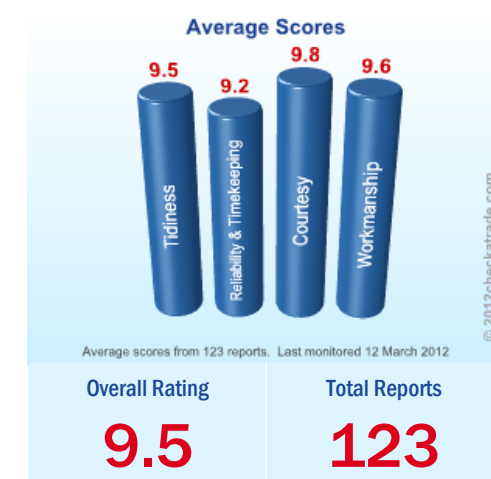 Average Scores
9.5
9.2
9.8
9.6
Tidiness
Reliability & Timekeeping
Courtesy
Workmanship
© 2012checkatrade.com
Average scores from 123 reports. Last monitored 12 March 2012
Overall Rating
Total Reports
9.5
123